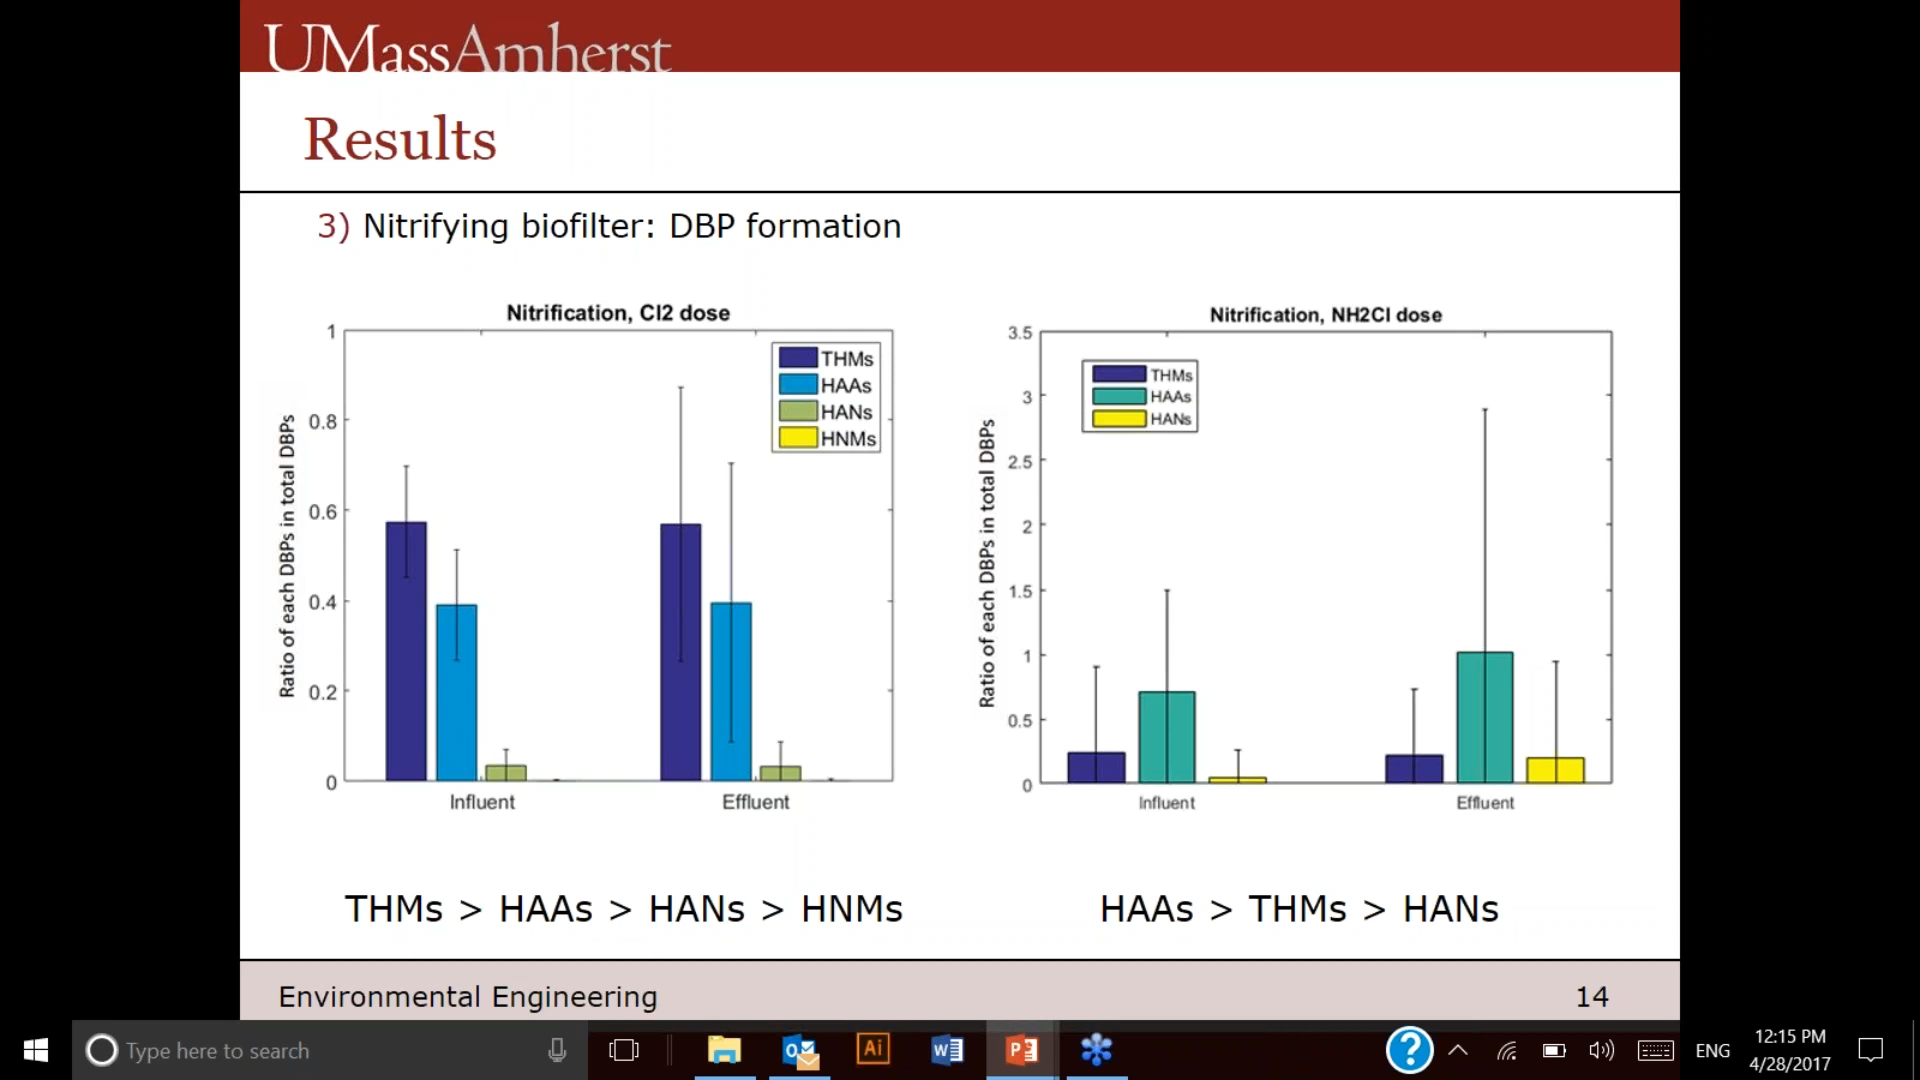 UMassAmherst
Results
3) Nitrifying biofilter: DBP formation
Nitrification, Cl2 dose
Ratio of each DBPs in total DBPs
1
0.8
0.6
0.4
0.2
0
THMs
HAAs
HANs
HNMs
Influent
Effluent
Nitrification, NH2Cl dose
Ratio of each DBPs in total DBPs
3.5
3
2.5
2
1.5
1
0.5
0
THMs
HAAs
HANs
Influent
Effluent
THMs > HAAs > HANs > HNMs
HAAs > THMs > HANs
Environmental Engineering
14
Type here to search
Ai
ENG
12:15 PM
4/28/2017